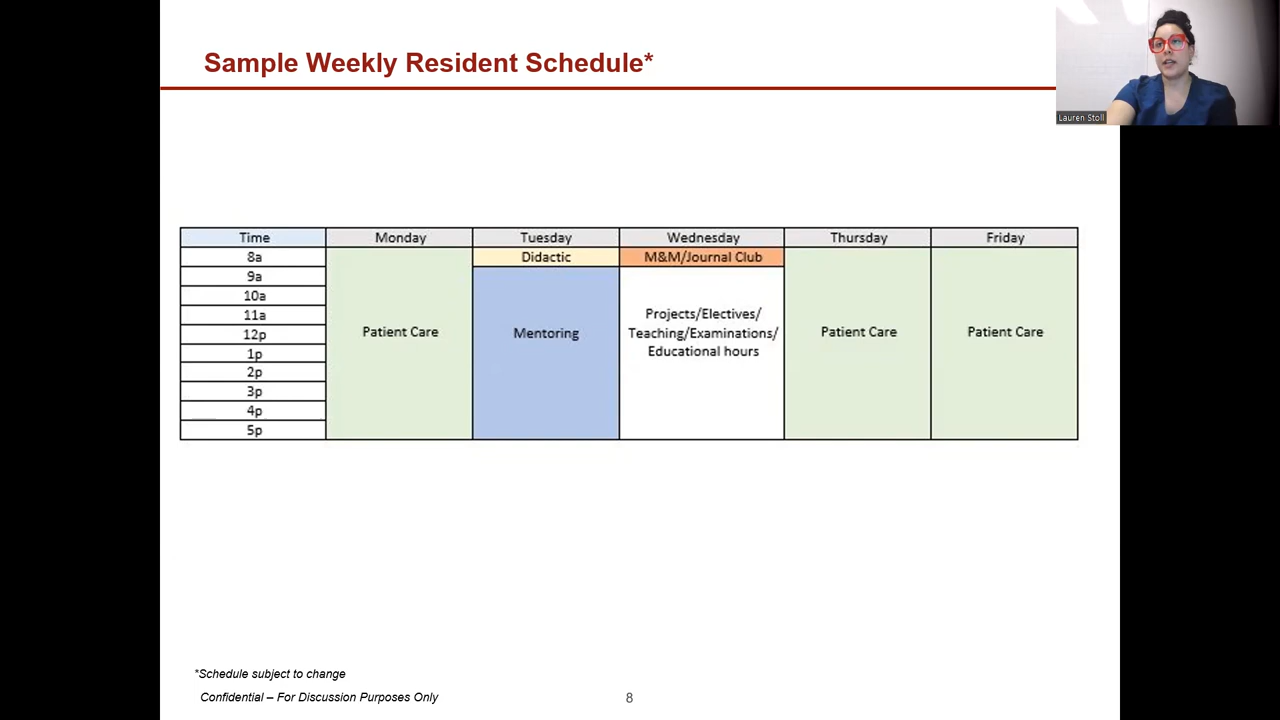 Sample Weekly Resident Schedule*
Lauren Stoll
Time Monday Tuesday Wednesday Thursday Friday
8a Didactic M&M/Journal Club
9a
10a
11a Projects/Electives/
12p Patient Care Mentoring Teaching/Examinations/ Patient Care Patient Care
1p Educational hours
2p
3p
4p
5p
*Schedule subject to change
Confidential – For Discussion Purposes Only
8